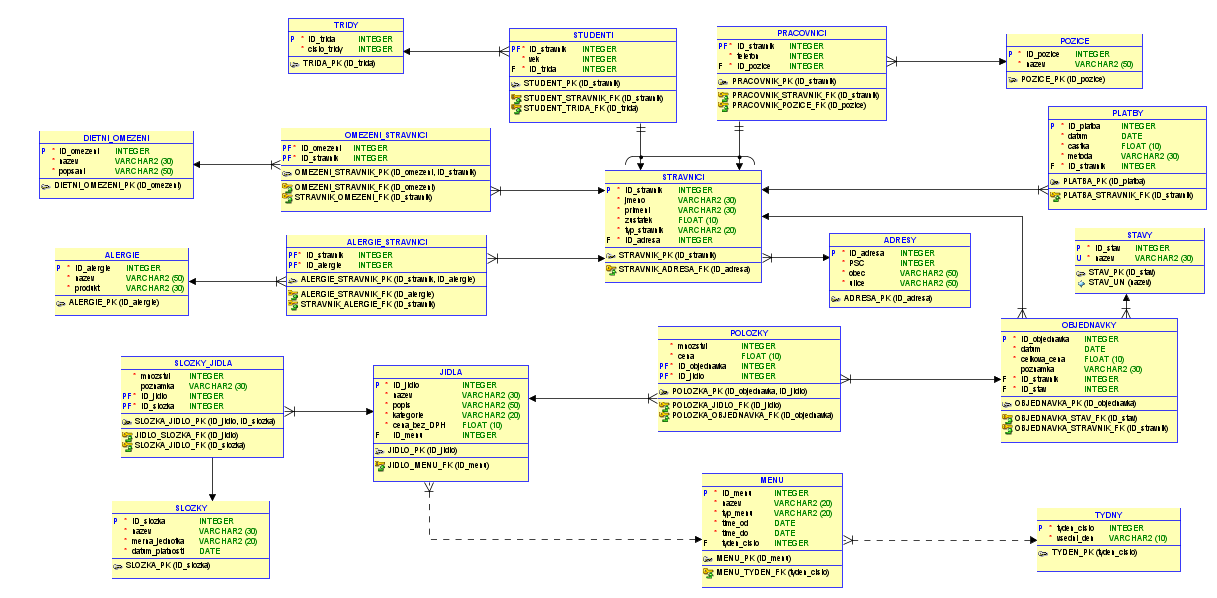 TRIDY
P * ID_trida INTEGER
* cislo_tridy INTEGER
TRIDA_PK (ID_trida)
STUDENTI
PF * ID_stravnik INTEGER
* vek INTEGER
F * ID_trida INTEGER
STUDENT_PK (ID_stravnik)
STUDENT_STRAVNIK_FK (ID_stravnik)
STUDENT_TRIDA_FK (ID_trida)
PRACOVNICI
PF * ID_stravnik INTEGER
* telefon INTEGER
F * ID_pozice INTEGER
PRACOVNIK_PK (ID_stravnik)
PRACOVNIK_STRAVNIK_FK (ID_stravnik)
PRACOVNIK_POZICE_FK (ID_pozice)
POZICE
P * ID_pozice INTEGER
* nazev VARCHAR2 (50)
POZICE_PK (ID_pozice)
DIETNI_OMEZENI
P * ID_omezeni INTEGER
* nazev VARCHAR2 (30)
* popsani VARCHAR2 (50)
DIETNI_OMEZENI_PK (ID_omezeni)
OMEZENI_STRAVNICI
PF * ID_omezeni INTEGER
PF * ID_stravnik INTEGER
OMEZENI_STRAVNIK_PK (ID_omezeni, ID_stravnik)
OMEZENI_STRAVNIK_FK (ID_omezeni)
STRAVNIK_OMEZENI_FK (ID_stravnik)
PLATBY
P * ID_platba INTEGER
* datum DATE
* castka FLOAT (10)
* metoda VARCHAR2 (30)
F * ID_stravnik INTEGER
PLATBA_PK (ID_platba)
PLATBA_STRAVNIK_FK (ID_stravnik)
STRAVNICI
P * ID_stravnik INTEGER
* jmeno VARCHAR2 (30)
* prijmeni VARCHAR2 (30)
* zustatek FLOAT (10)
* typ_stravnik VARCHAR2 (20)
F * ID_adresa INTEGER
STRAVNIK_PK (ID_stravnik)
STRAVNIK_ADRESA_FK (ID_adresa)
ALERGIE
P * ID_alergie INTEGER
* nazev VARCHAR2 (50)
* produkt VARCHAR2 (30)
ALERGIE_PK (ID_alergie)
ALERGIE_STRAVNICI
PF * ID_stravnik INTEGER
PF * ID_alergie INTEGER
ALERGIE_STRAVNIK_PK (ID_stravnik, ID_alergie)
ALERGIE_STRAVNIK_FK (ID_alergie)
STRAVNIK_ALERGIE_FK (ID_stravnik)
ADRESY
P * ID_adresa INTEGER
* PSC INTEGER
* obec VARCHAR2 (50)
* ulice VARCHAR2 (50)
ADRESA_PK (ID_adresa)
STAVY
P * ID_stav INTEGER
U * nazev VARCHAR2 (30)
STAV_PK (ID_stav)
STAV_UN (nazev)
OBJEDNAVKY
P * ID_objednavka INTEGER
* datum DATE
* celkova_cena FLOAT (10)
poznamka VARCHAR2 (30)
F * ID_stravnik INTEGER
F * ID_stav INTEGER
OBJEDNAVKA_PK (ID_objednavka)
OBJEDNAVKA_STAV_FK (ID_stav)
OBJEDNAVKA_STRAVNIK_FK (ID_stravnik)
POLOZKY
* mnozstvi INTEGER
* cena FLOAT (10)
PF * ID_objednavka INTEGER
PF * ID_jidlo INTEGER
POLOZKA_PK (ID_objednavka, ID_jidlo)
POLOZKA_JIDLO_FK (ID_jidlo)
POLOZKA_OBJEDNAVKA_FK (ID_objednavka)
SLOZKY_JIDLA
* mnozstvi INTEGER
poznamka VARCHAR2 (30)
PF * ID_jidlo INTEGER
PF * ID_slozka INTEGER
SLOZKA_JIDLO_PK (ID_jidlo, ID_slozka)
JIDLO_SLOZKA_FK (ID_jidlo)
SLOZKA_JIDLO_FK (ID_slozka)
JIDLA
P * ID_jidlo INTEGER
* nazev VARCHAR2 (30)
* popis VARCHAR2 (50)
* kategorie VARCHAR2 (20)
* cena_bez_DPH FLOAT (10)
F ID_menu INTEGER
JIDLO_PK (ID_jidlo)
JIDLO_MENU_FK (ID_menu)
SLOZKY
P * ID_slozka INTEGER
* nazev VARCHAR2 (30)
* merna_jednotka VARCHAR2 (20)
* datum_platnosti DATE
SLOZKA_PK (ID_slozka)
MENU
P * ID_menu INTEGER
* nazev VARCHAR2 (20)
* typ_menu VARCHAR2 (20)
* time_od DATE
* time_do DATE
F tyden_cislo INTEGER
MENU_PK (ID_menu)
MENU_TYDEN_FK (tyden_cislo)
TYDNY
P * tyden_cislo INTEGER
* vsedni_den VARCHAR2 (10)
TYDEN_PK (tyden_cislo)